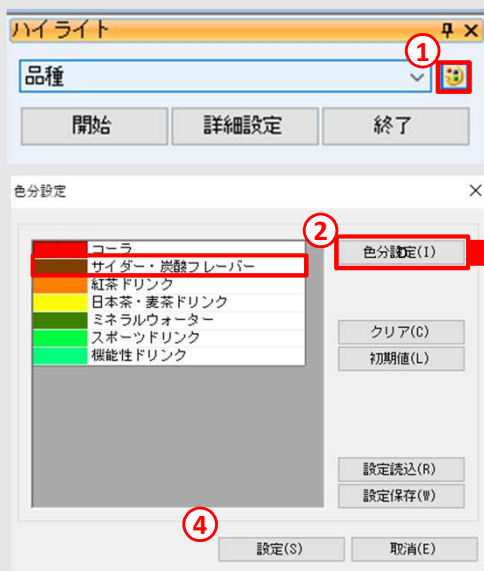 ハイライト
①
品種
開始
詳細設定
終了
色分設定
②
コーラ
サイダー・炭酸フレーバー
紅茶ドリンク
日本茶・麦茶ドリンク
ミネラルウォーター
スポーツドリンク
機能性ドリンク
色分設定(I)
クリア(C)
初期値(L)
設定読込(R)
設定保存(W)
④
設定(S)
取消(E)